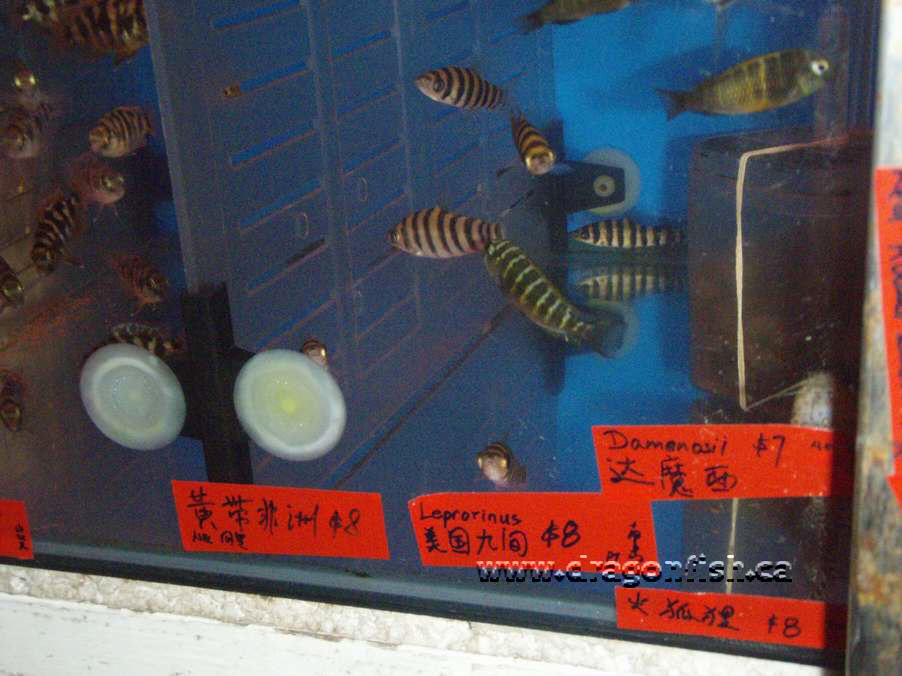 Damenasii $7
达魔西
黄带非洲 $8
Leprorinus
美国九间 $8
www.dragonfish.ca
火狐狸 $8